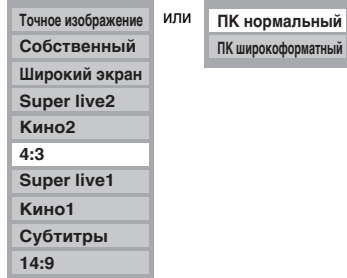 Точное изображение
Собственный
Широкий экран
Super live2
Кино2
4:3
Super live1
Кино1
Субтитры
14:9
или
ПК нормальный
ПК широкоформатный